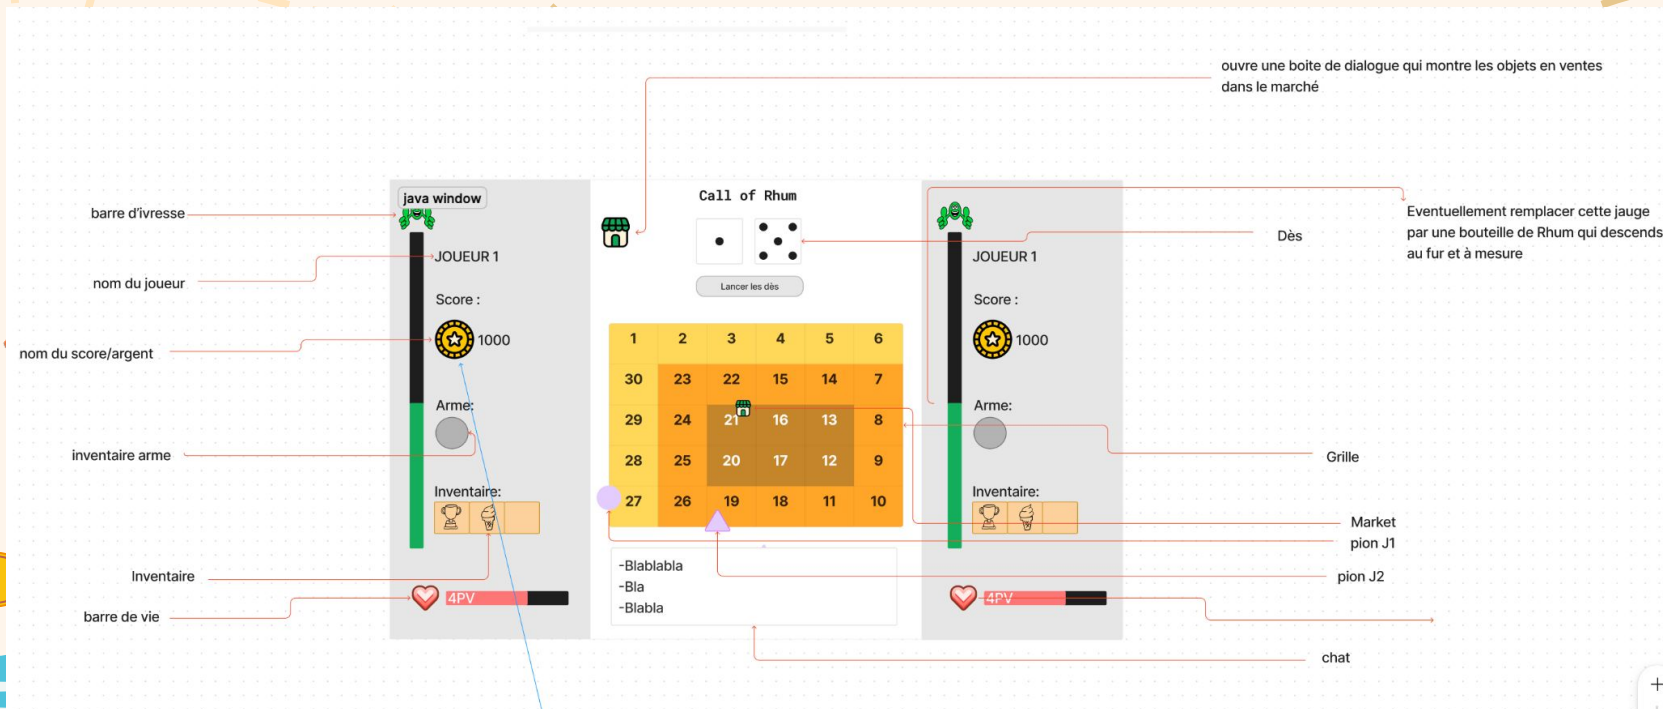 ouvre une boite de dialogue qui montre les objets en ventes
dans le marché
java window
Call of Rhum
barre d'ivresse
Eventuellement remplacer cette jauge
par une bouteille de Rhum qui descends
au fur et à mesure
Dès
JOUEUR 1
JOUEUR 1
nom du joueur
Lancer les dès
Score :
Score :
nom du score/argent
1000
1000
1 2 3 4 5 6
30 23 22 15 14 7
29 24 21 16 13 8
28 25 20 17 12 9
27 26 19 18 11 10
Arme:
Arme:
inventaire arme
Grille
Inventaire:
Inventaire:
Market
pion J1
pion J2
Inventaire
-Blablabla
-Bla
-Blabla
4PV
4PV
barre de vie
chat